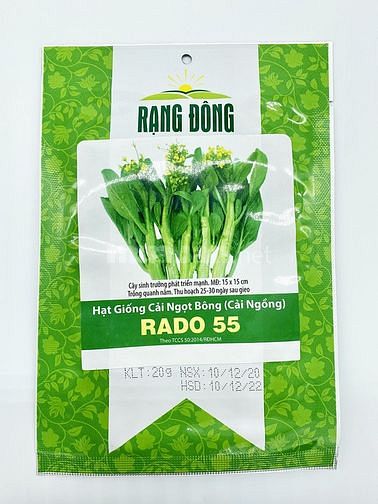 RẠNG ĐÔNG
Cây sinh trưởng phát triển mạnh. MĐ: 15 x 15 cm
Trồng quanh năm. Thu hoạch 25-30 ngày sau gieo
Hạt Giống Cải Ngọt Bông (Cải Ngồng)
RADO 55
Theo TCCS 50:2014/RĐHCM
KLT: 20g NSX: 10/12/20
HSD: 10/12/22